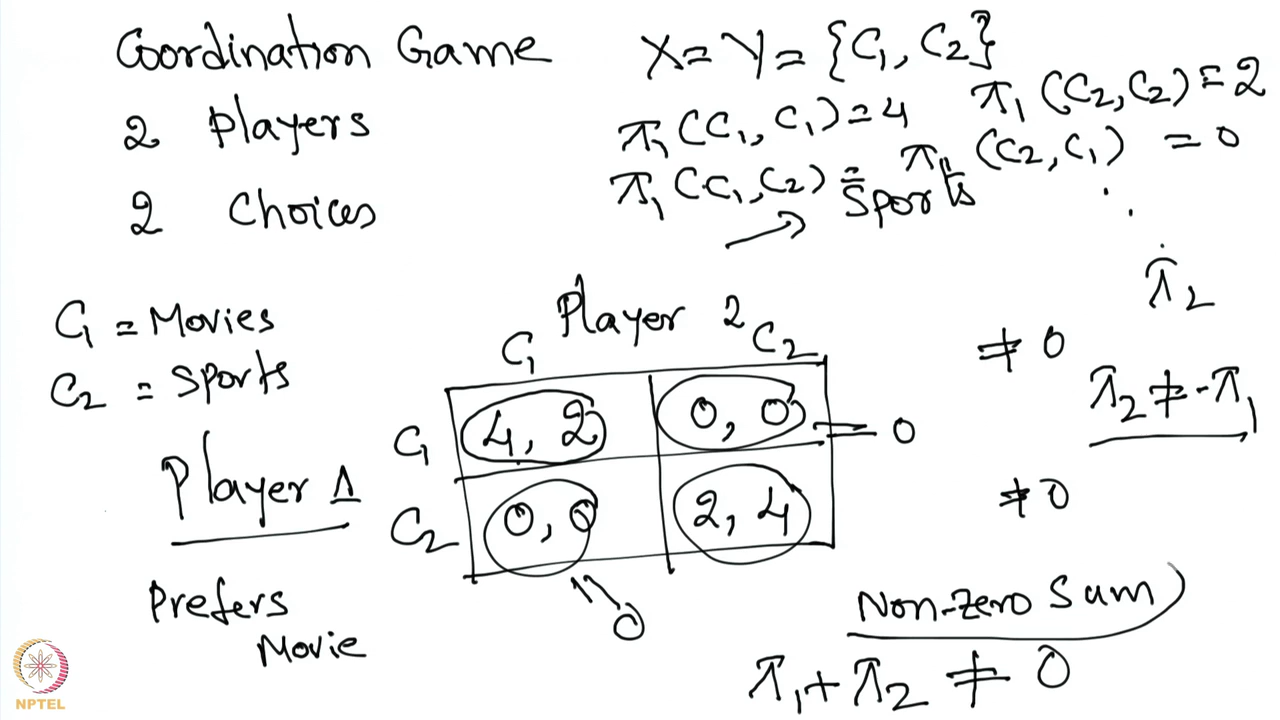 Coordination Game
2 Players
2 Choices
X = Y = {C₁, C₂}
π₁ (C₁, C₁) = 4
π₁ (C₂, C₂) = 2
π₁ (C₁, C₂) =
π₁ (C₂, C₁) = 0
→ Sports
π₂
C₁ = Movies
C₂ = Sports
Player 2
C₁ C₂
≠ 0
C₁ 4, 2 0, 0 = 0
π₂ ≠ -π₁
Player 1
C₂ 0, 0 2, 4
≠ 0
0
Prefers
Movie
Non-Zero Sum
π₁ + π₂ ≠ 0
NPTEL